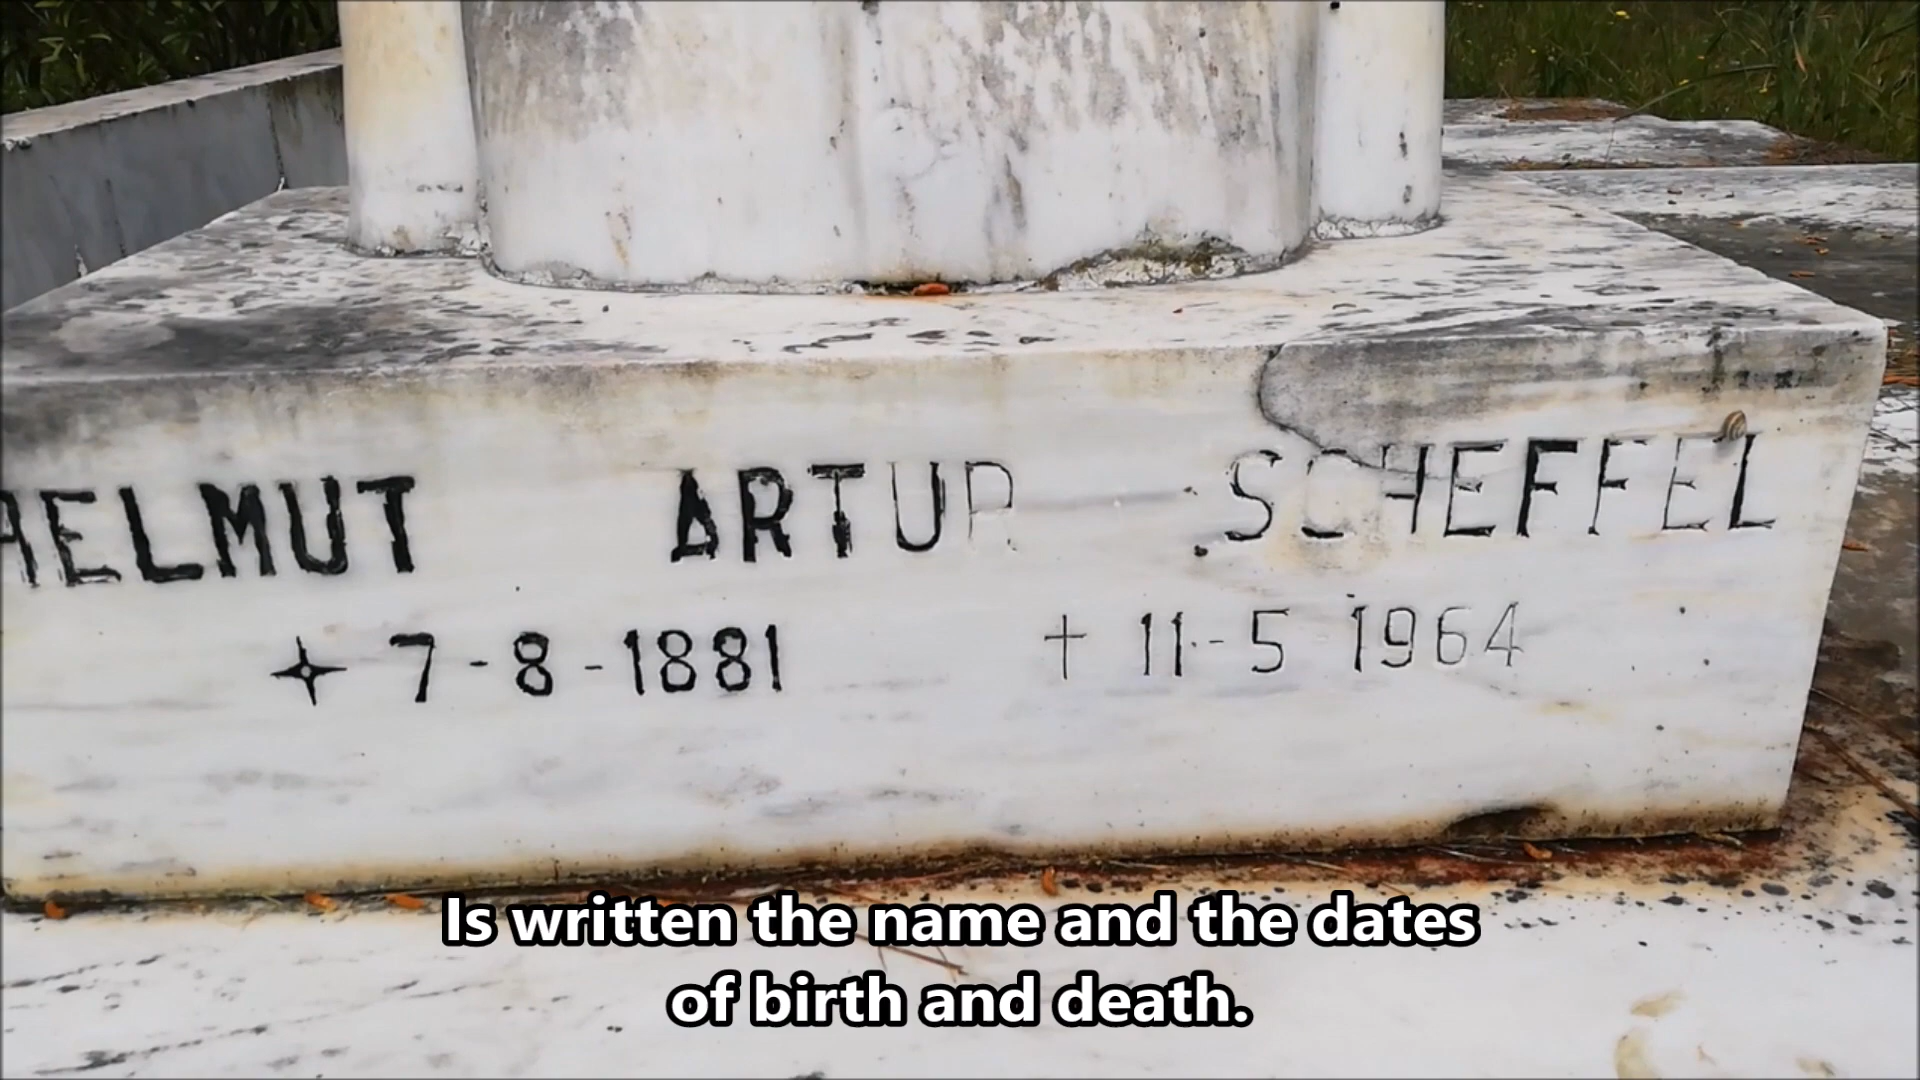 HELMUT ARTUR SCHEFFEL
✦ 7-8-1881 † 11-5 1964
Is written the name and the dates
of birth and death.